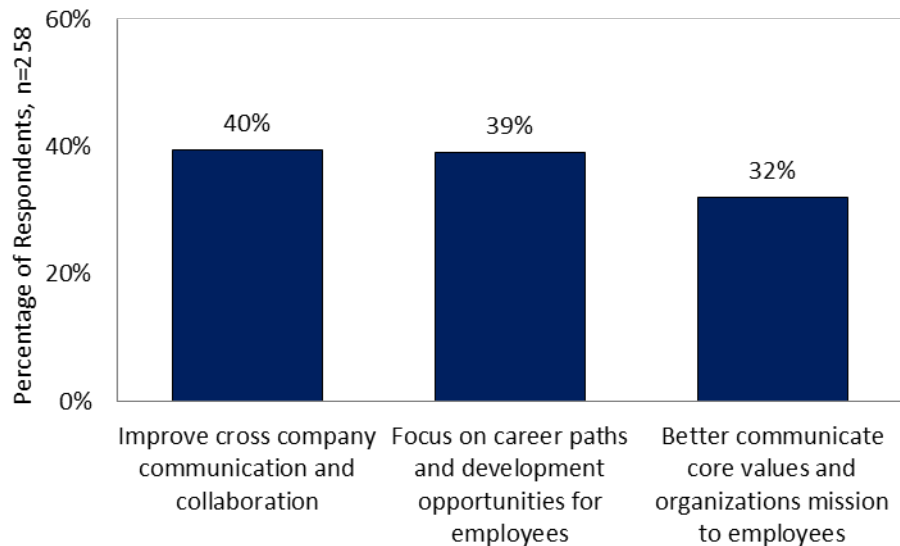 Percentage of Respondents, n=258
60%
40%
20%
0%
40%
39%
32%
Improve cross company
communication and
collaboration
Focus on career paths
and development
opportunities for
employees
Better communicate
core values and
organizations mission
to employees